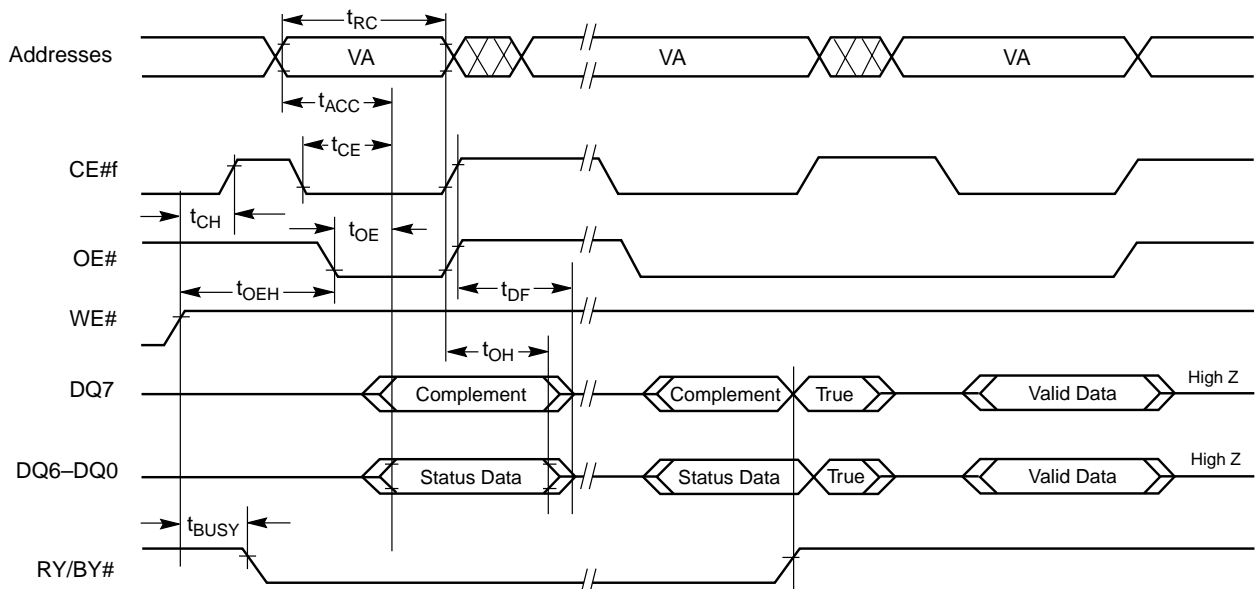 tRC
Addresses VA VA VA
tACC
tCE
CE#f
tCH tOE
OE#
tOEH tDF
WE#
tOH
DQ7 Complement Complement True Valid Data High Z
DQ6–DQ0 Status Data Status Data True Valid Data High Z
tBUSY
RY/BY#